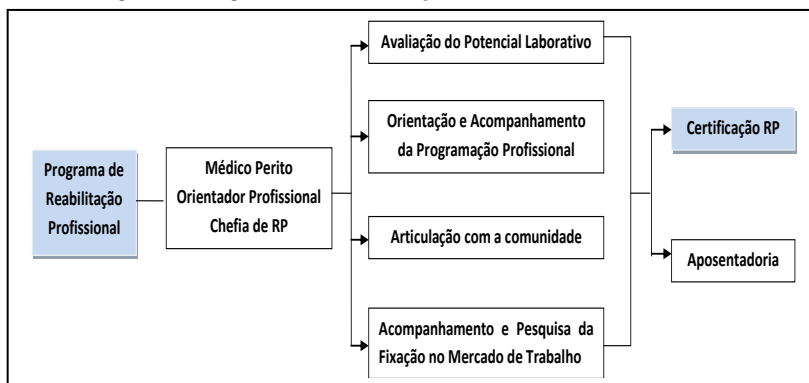 Programa de
Reabilitação
Profissional
Médico Perito
Orientador Profissional
Chefia de RP
Avaliação do Potencial Laborativo
Orientação e Acompanhamento
da Programação Profissional
Articulação com a comunidade
Acompanhamento e Pesquisa da
Fixação no Mercado de Trabalho
Certificação RP
Aposentadoria